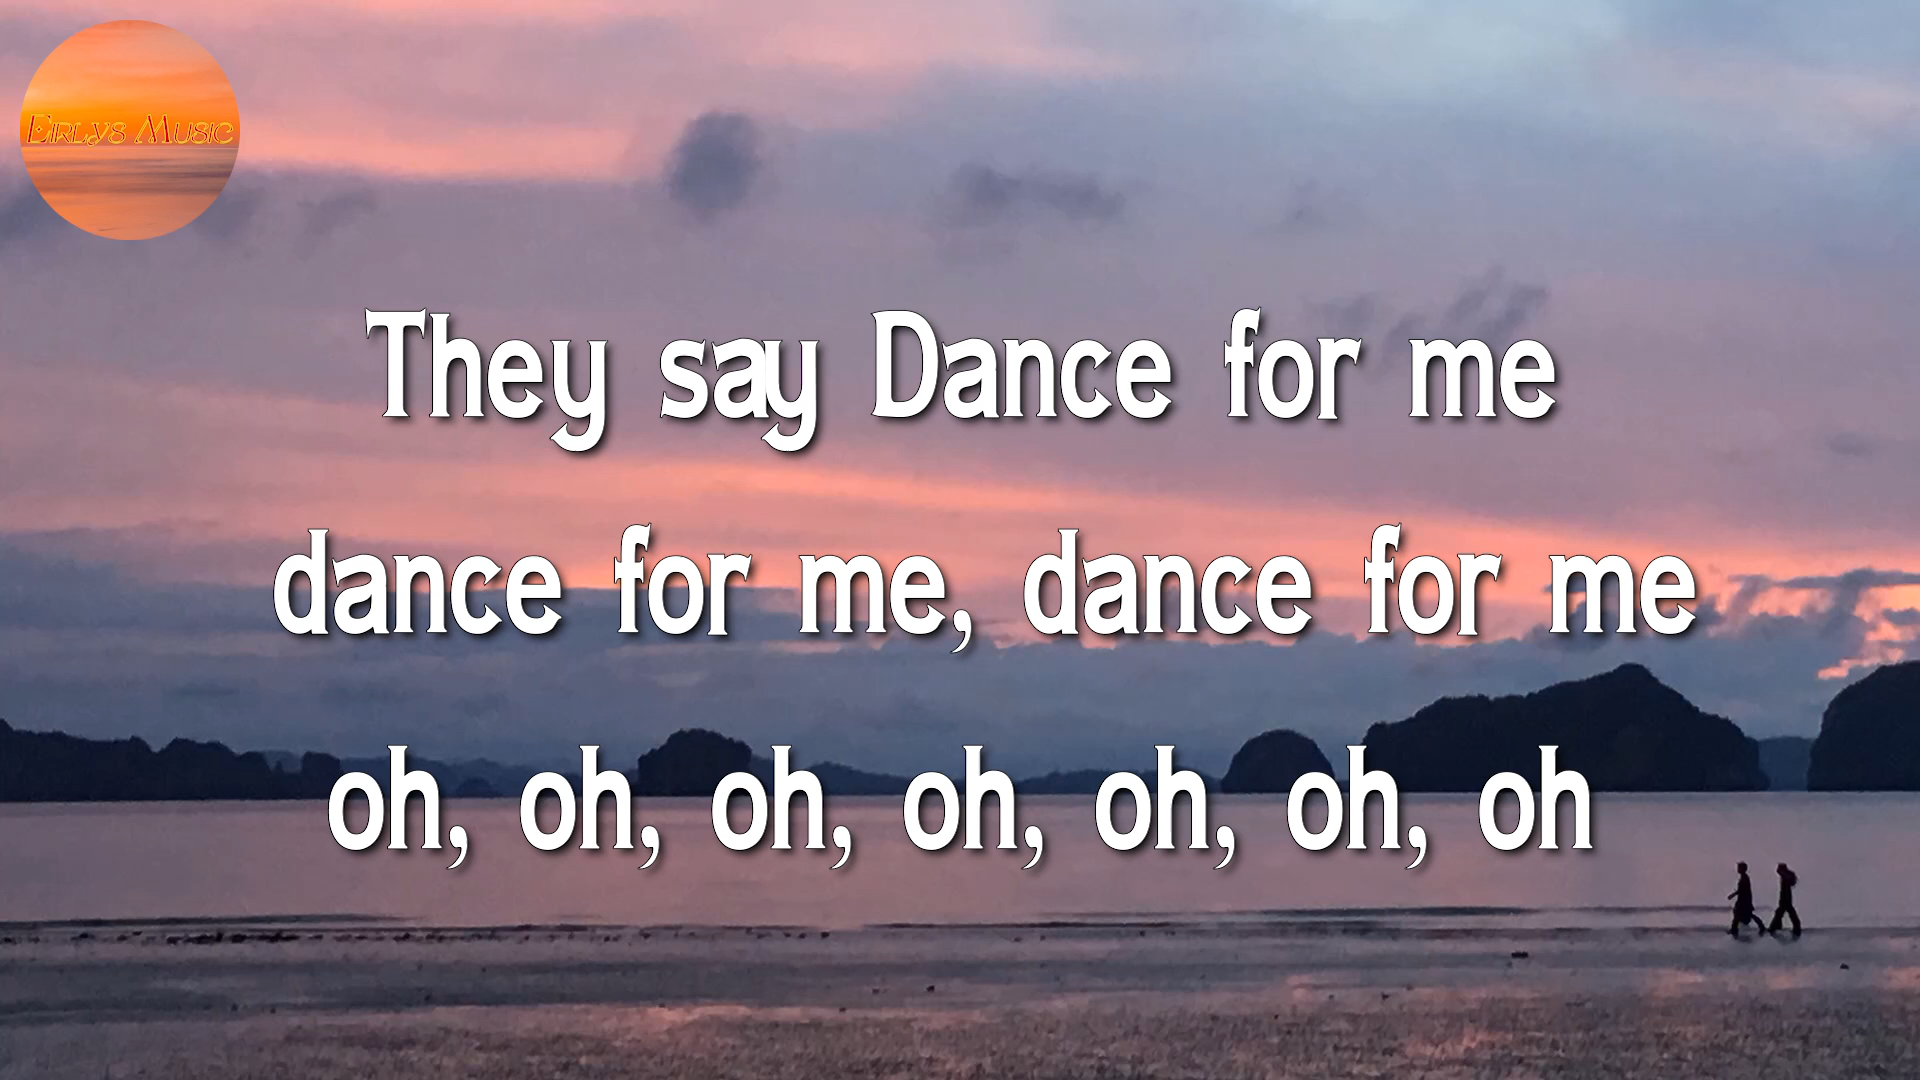 Eirlys Music
They say Dance for me
dance for me, dance for me
oh, oh, oh, oh, oh, oh, oh